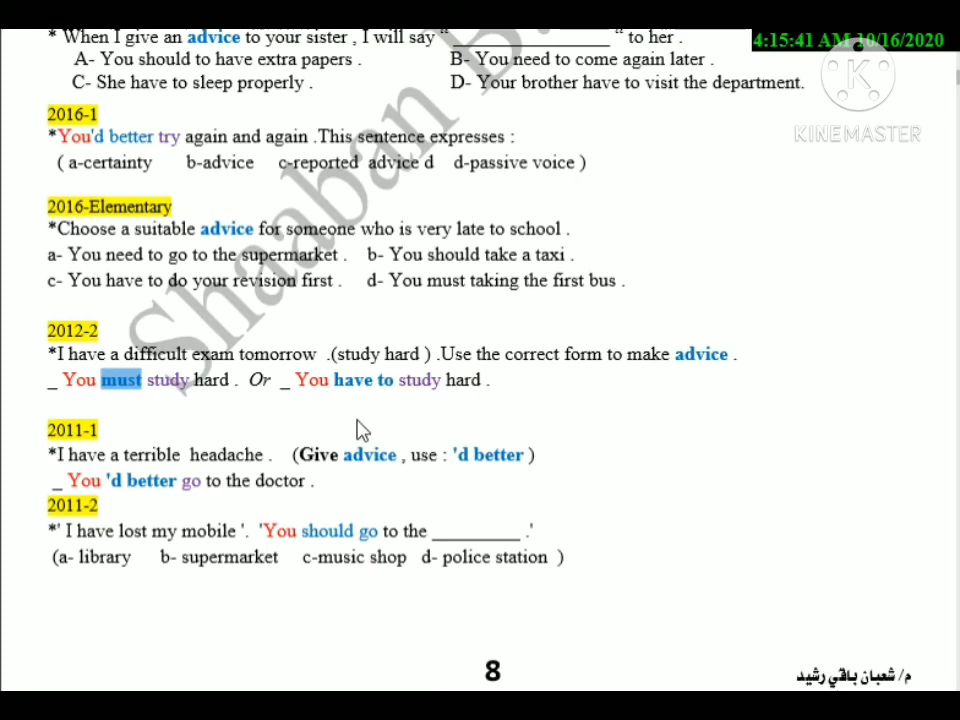 * When I give an advice to your sister , I will say “ ________________ “ to her .
4:15:41 AM 10/16/2020
A- You should to have extra papers . B- You need to come again later .
C- She have to sleep properly . D- Your brother have to visit the department.
K
KINEMASTER
2016-1
*You'd better try again and again .This sentence expresses :
( a-certainty b-advice c-reported advice d d-passive voice )
2016-Elementary
*Choose a suitable advice for someone who is very late to school .
a- You need to go to the supermarket . b- You should take a taxi .
c- You have to do your revision first . d- You must taking the first bus .
2012-2
*I have a difficult exam tomorrow .(study hard ) .Use the correct form to make advice .
_ You must study hard . Or _ You have to study hard .
2011-1
*I have a terrible headache . (Give advice , use : 'd better )
_ You 'd better go to the doctor .
2011-2
*' I have lost my mobile '. 'You should go to the _________ .'
(a- library b- supermarket c-music shop d- police station )
Shaaban B.
8
م/ شعبان باقي رشيد